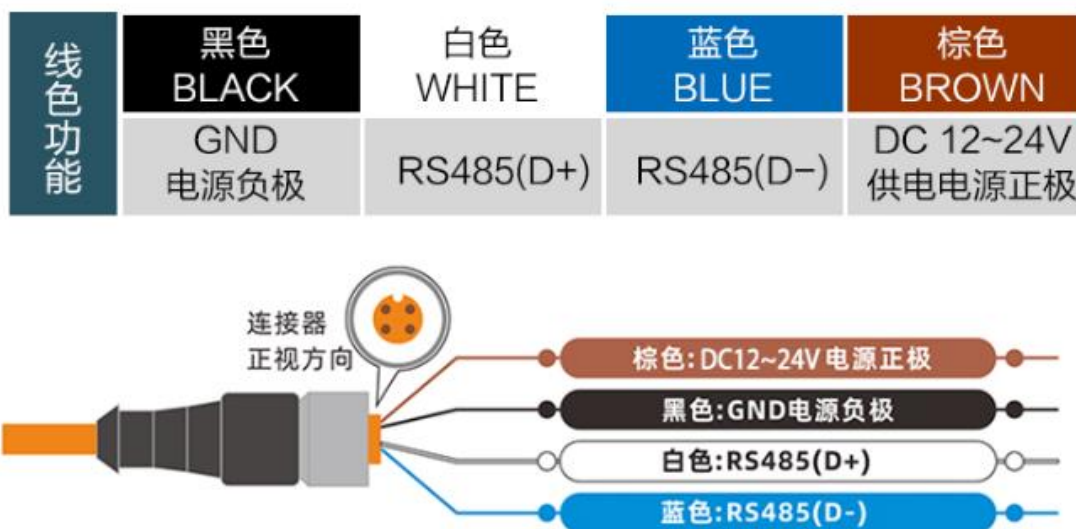 线色功能
黑色
BLACK
白色
WHITE
蓝色
BLUE
棕色
BROWN
GND
电源负极
RS485(D+)
RS485(D-)
DC 12~24V
供电电源正极
连接器
正视方向
棕色:DC12~24V电源正极
黑色:GND电源负极
白色:RS485(D+)
蓝色:RS485(D-)